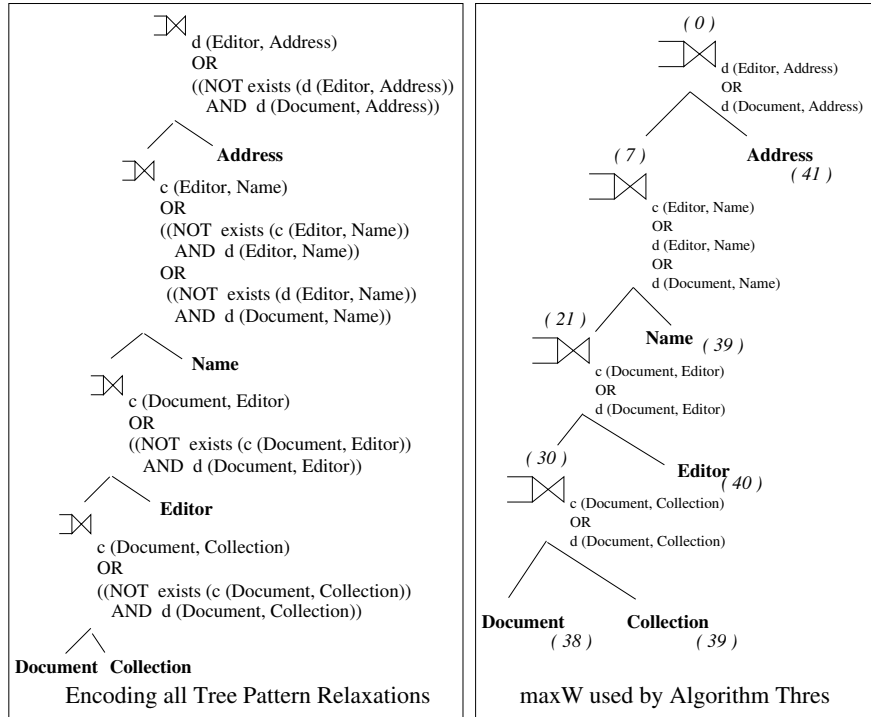 d (Editor, Address)
OR
((NOT exists (d (Editor, Address))
AND d (Document, Address))
Address
c (Editor, Name)
OR
((NOT exists (c (Editor, Name))
AND d (Editor, Name))
OR
((NOT exists (d (Editor, Name))
AND d (Document, Name))
Name
c (Document, Editor)
OR
((NOT exists (c (Document, Editor))
AND d (Document, Editor))
Editor
c (Document, Collection)
OR
((NOT exists (c (Document, Collection))
AND d (Document, Collection))
Document Collection
Encoding all Tree Pattern Relaxations
( 0 )
d (Editor, Address)
OR
d (Document, Address)
( 7 )
Address
( 41 )
c (Editor, Name)
OR
d (Editor, Name)
OR
d (Document, Name)
( 21 )
Name
( 39 )
c (Document, Editor)
OR
d (Document, Editor)
( 30 )
Editor
( 40 )
c (Document, Collection)
OR
d (Document, Collection)
Document Collection
( 38 ) ( 39 )
maxW used by Algorithm Thres